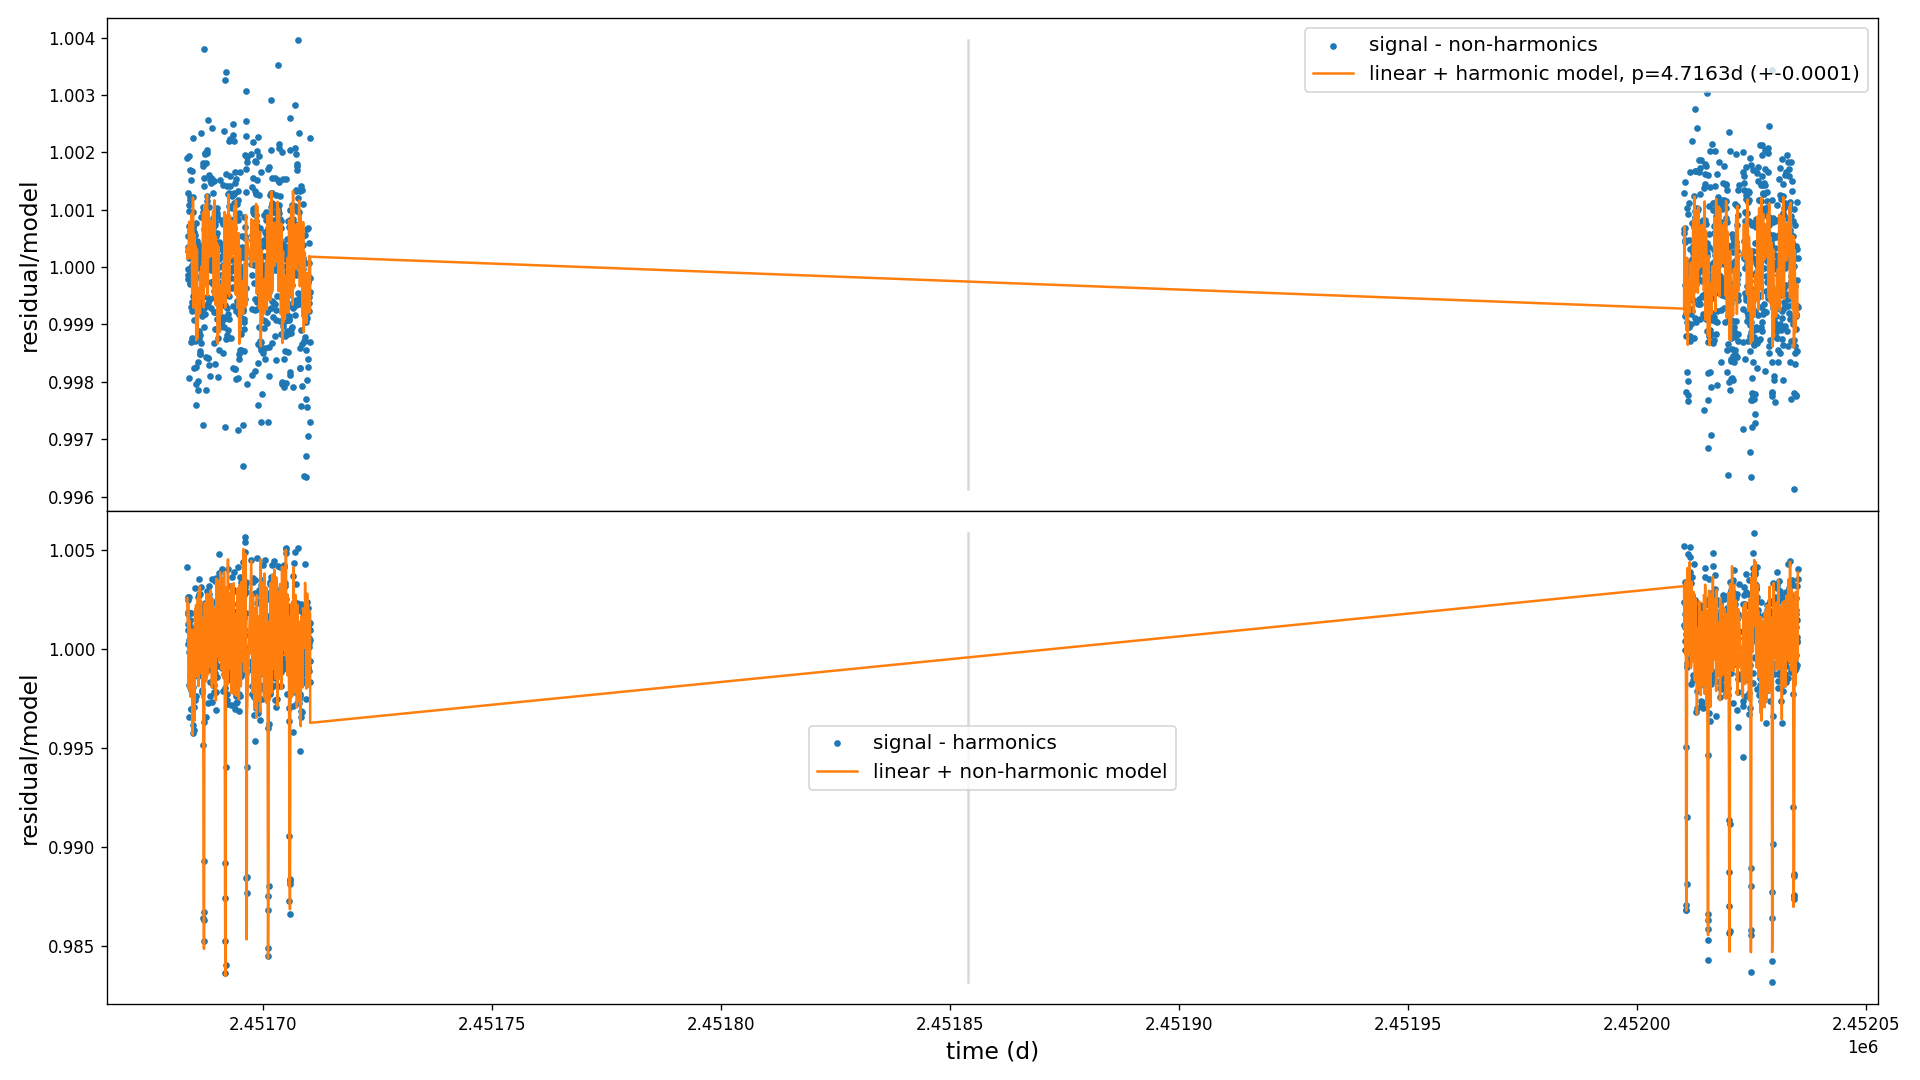 1.004
1.003
1.002
1.001
1.000
0.999
0.998
0.997
0.996
residual/model
signal - non-harmonics
linear + harmonic model, p=4.7163d (+-0.0001)
1.005
1.000
0.995
0.990
0.985
residual/model
signal - harmonics
linear + non-harmonic model
2.45170 2.45175 2.45180 2.45185 2.45190 2.45195 2.45200 2.45205
1e6
time (d)